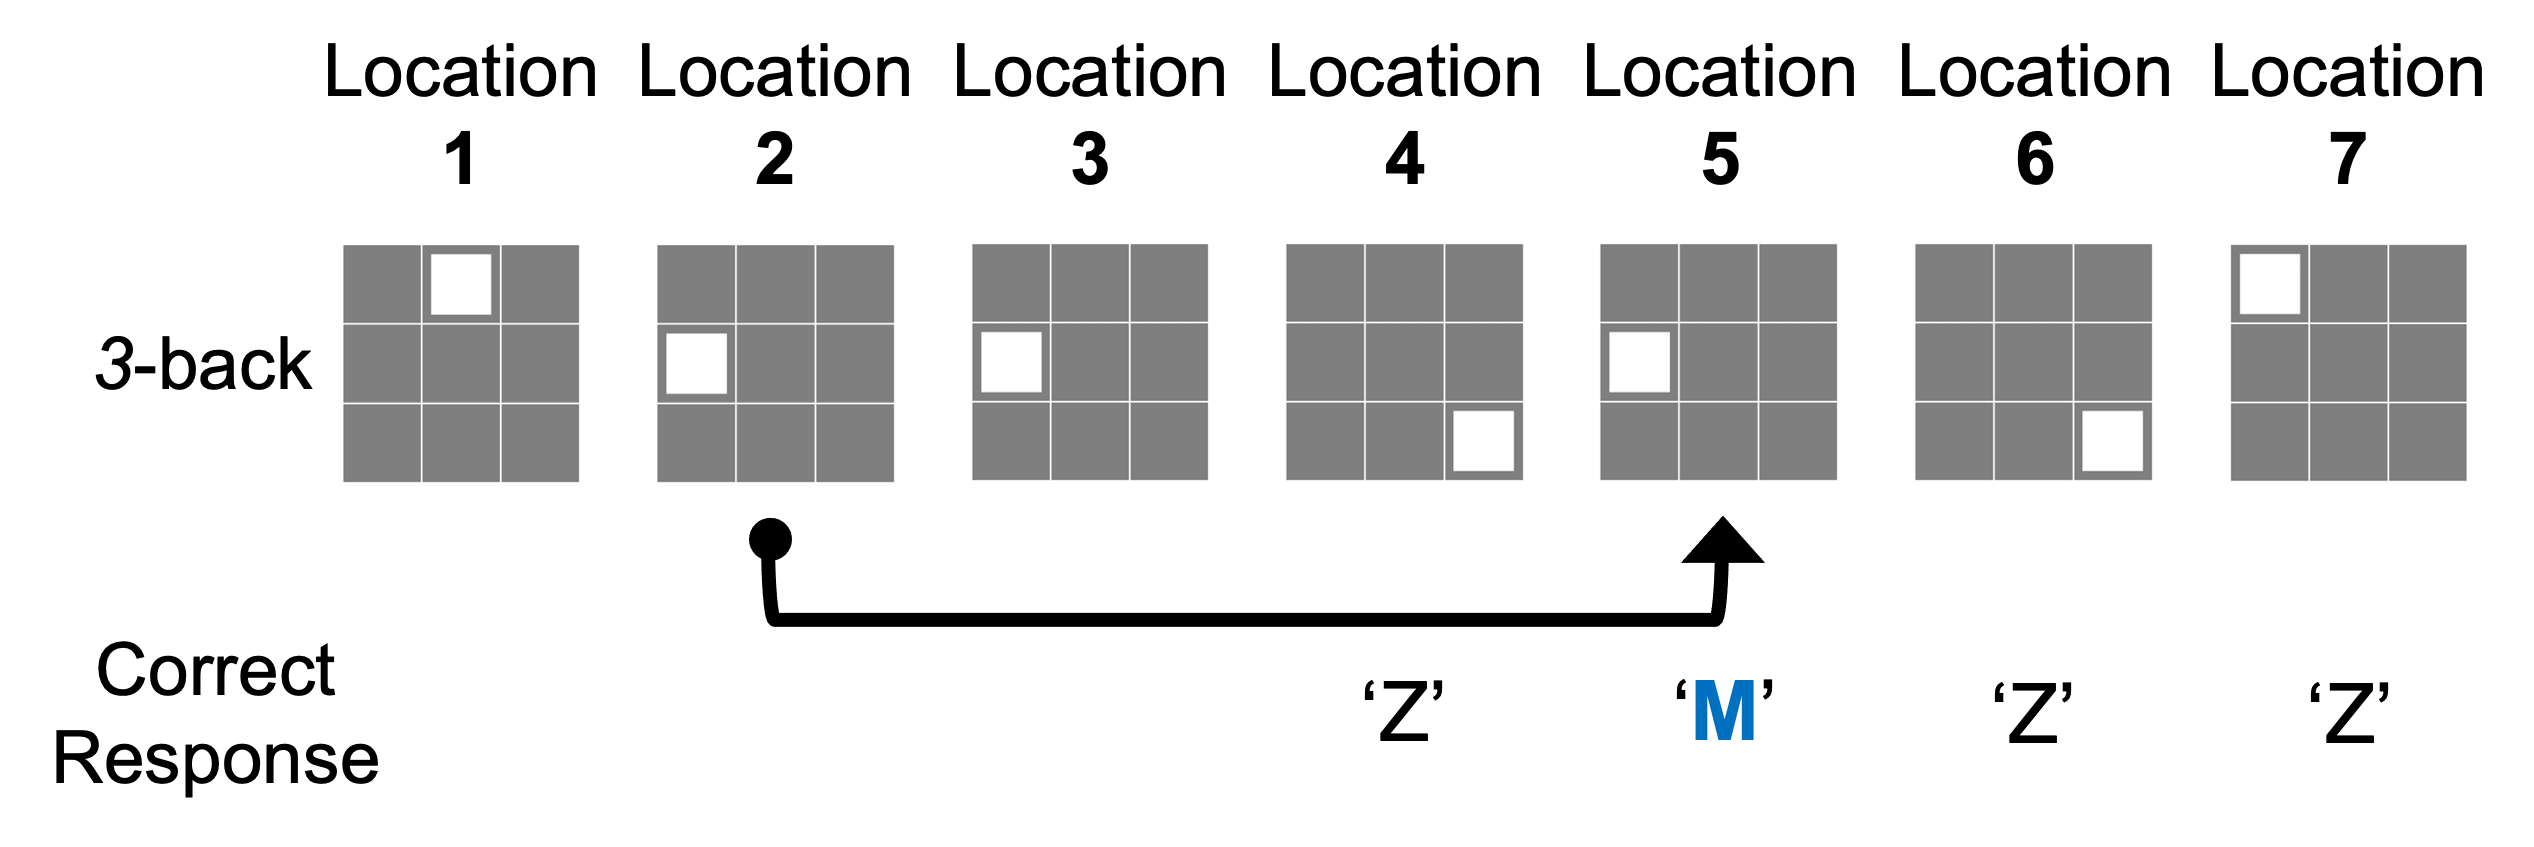 Location Location Location Location Location Location Location
1 2 3 4 5 6 7
3-back
Correct
Response
‘Z’ ‘M’ ‘Z’ ‘Z’